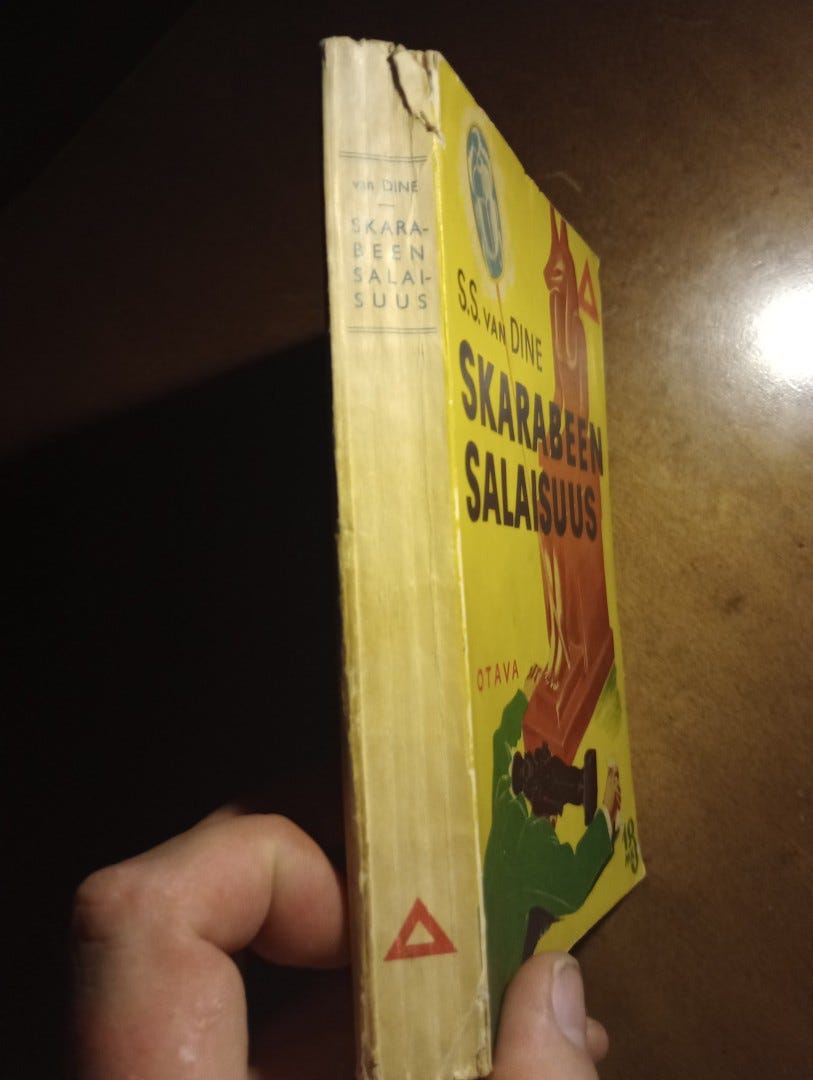 van DINE
SKARA-
BEEN
SALAI-
SUUS
S.S. VAN DINE
SKARABEEN
SALAISUUS
OTAVA